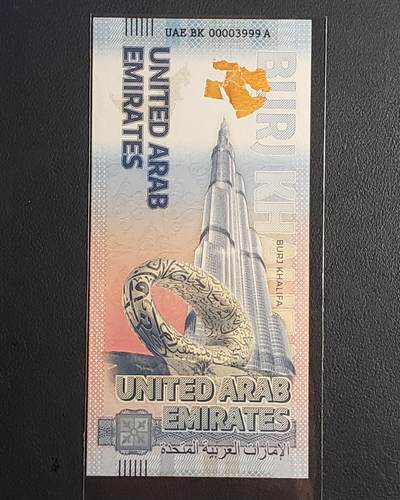 UAE BK 00003999 A
UNITED ARAB
EMIRATES
BURJ KH
BURJ KHALIFA
UNITED ARAB
EMIRATES
الإمارات العربية المتحدة